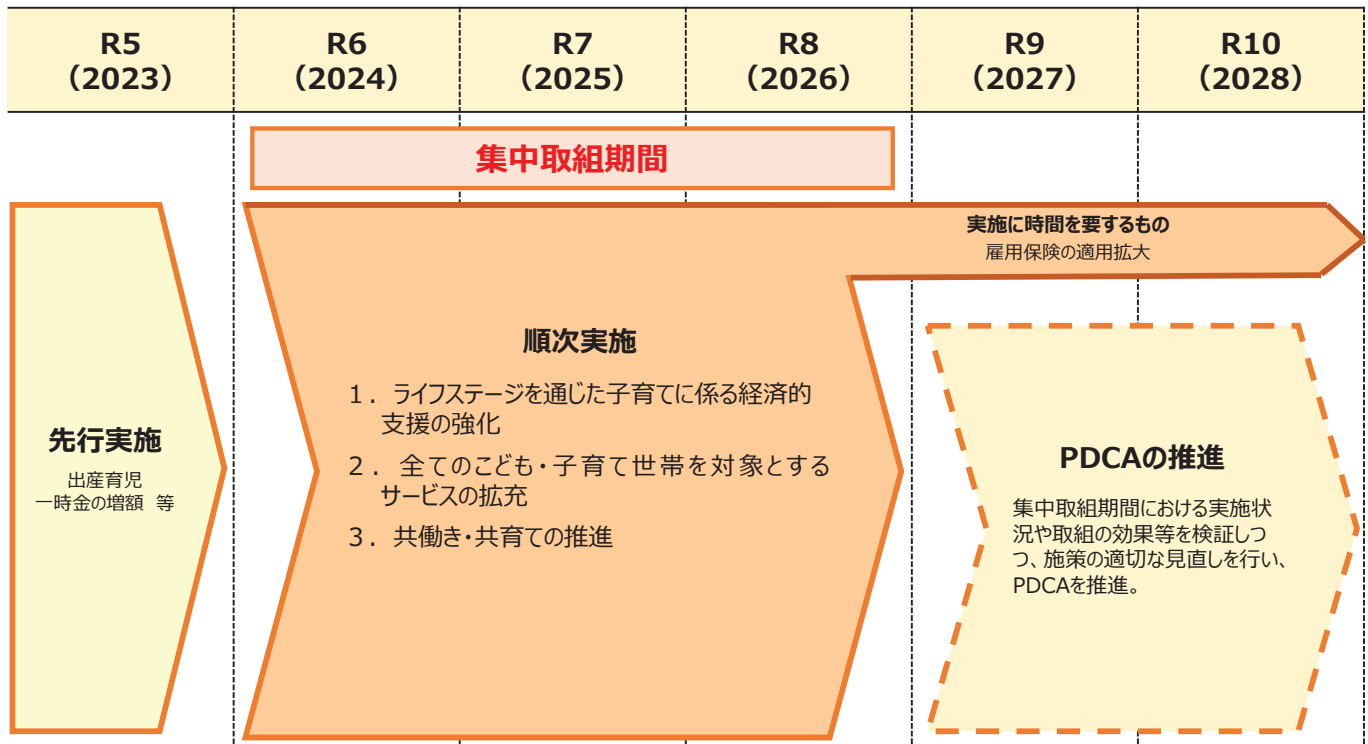 R5
（2023）
R6
（2024）
R7
（2025）
R8
（2026）
R9
（2027）
R10
（2028）
集中取組期間
実施に時間を要するもの
雇用保険の適用拡大
先行実施
出産育児
一時金の増額　等
順次実施
１．ライフステージを通じた子育てに係る経済的
支援の強化
２．全てのこども・子育て世帯を対象とする
サービスの拡充
３．共働き・共育ての推進
PDCAの推進
集中取組期間における実施状
況や取組の効果等を検証しつ
つ、施策の適切な見直しを行い、
PDCAを推進。